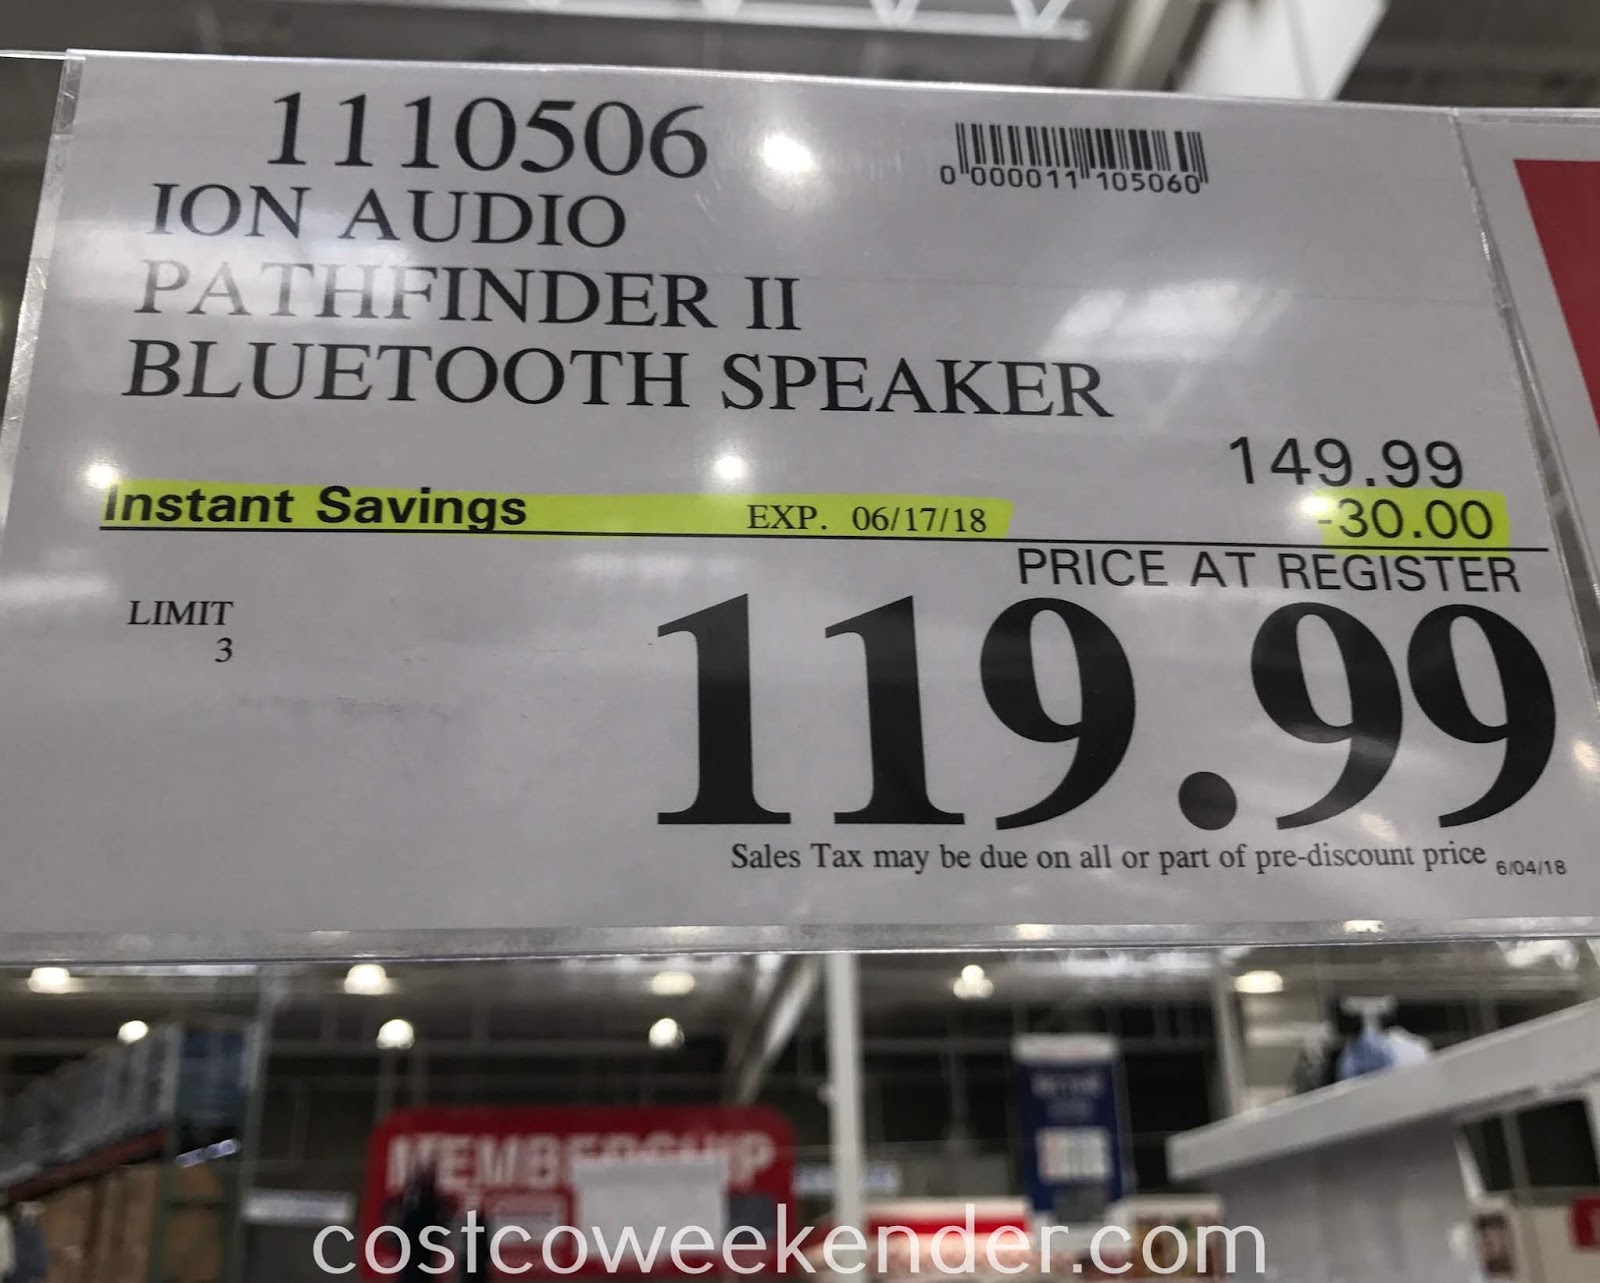 1110506
0 000011 105060
ION AUDIO
PATHFINDER II
BLUETOOTH SPEAKER
149.99
Instant Savings EXP. 06/17/18 -30.00
PRICE AT REGISTER
LIMIT
3
119.99
Sales Tax may be due on all or part of pre-discount price 6/04/18
MEMBERSHIP
costcoweekender.com